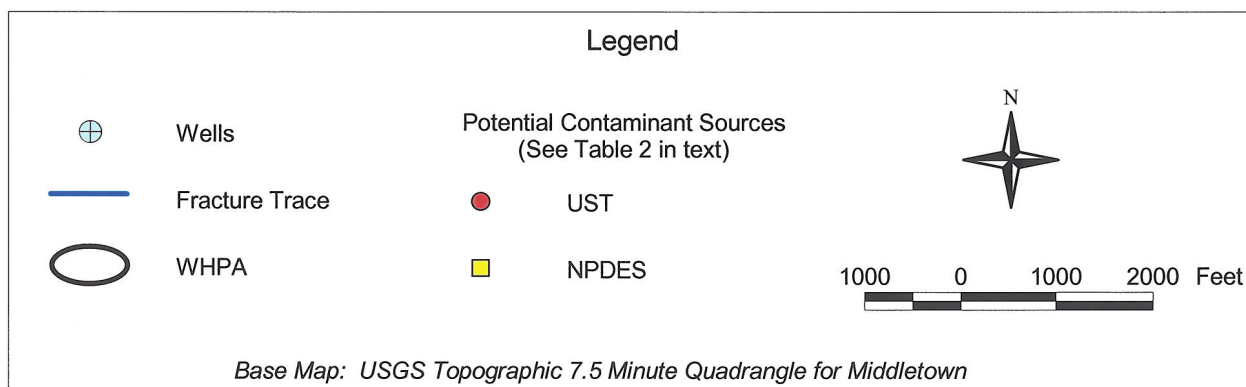 Legend
Wells
Fracture Trace
WHPA
Potential Contaminant Sources
(See Table 2 in text)
UST
NPDES
N
1000 0 1000 2000 Feet
Base Map: USGS Topographic 7.5 Minute Quadrangle for Middletown